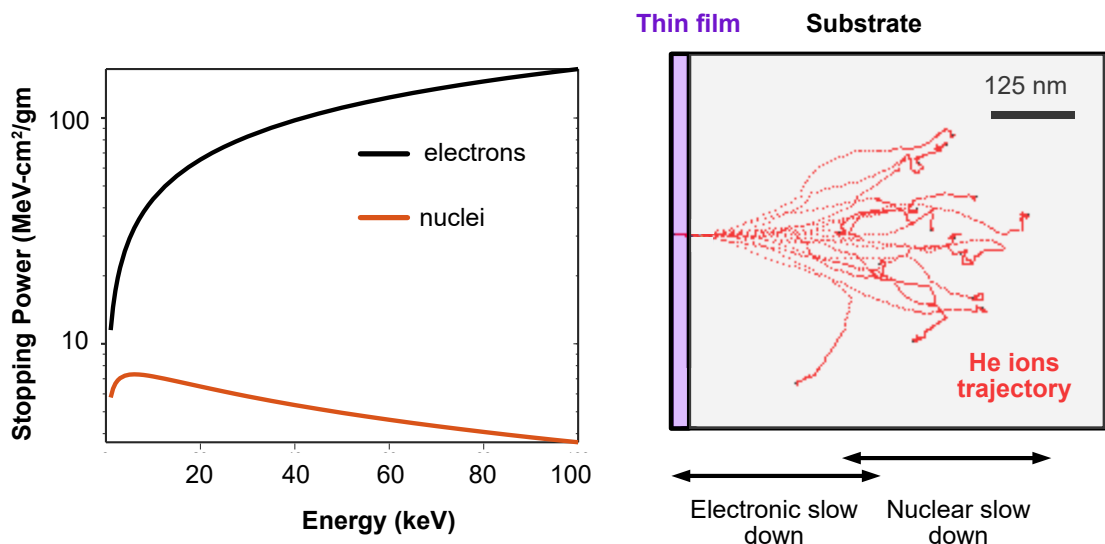 Thin film
Substrate
Stopping Power (MeV-cm²/gm)
100
10
electrons
nuclei
20
40
60
80
100
Energy (keV)
125 nm
He ions
trajectory
Electronic slow
down
Nuclear slow
down